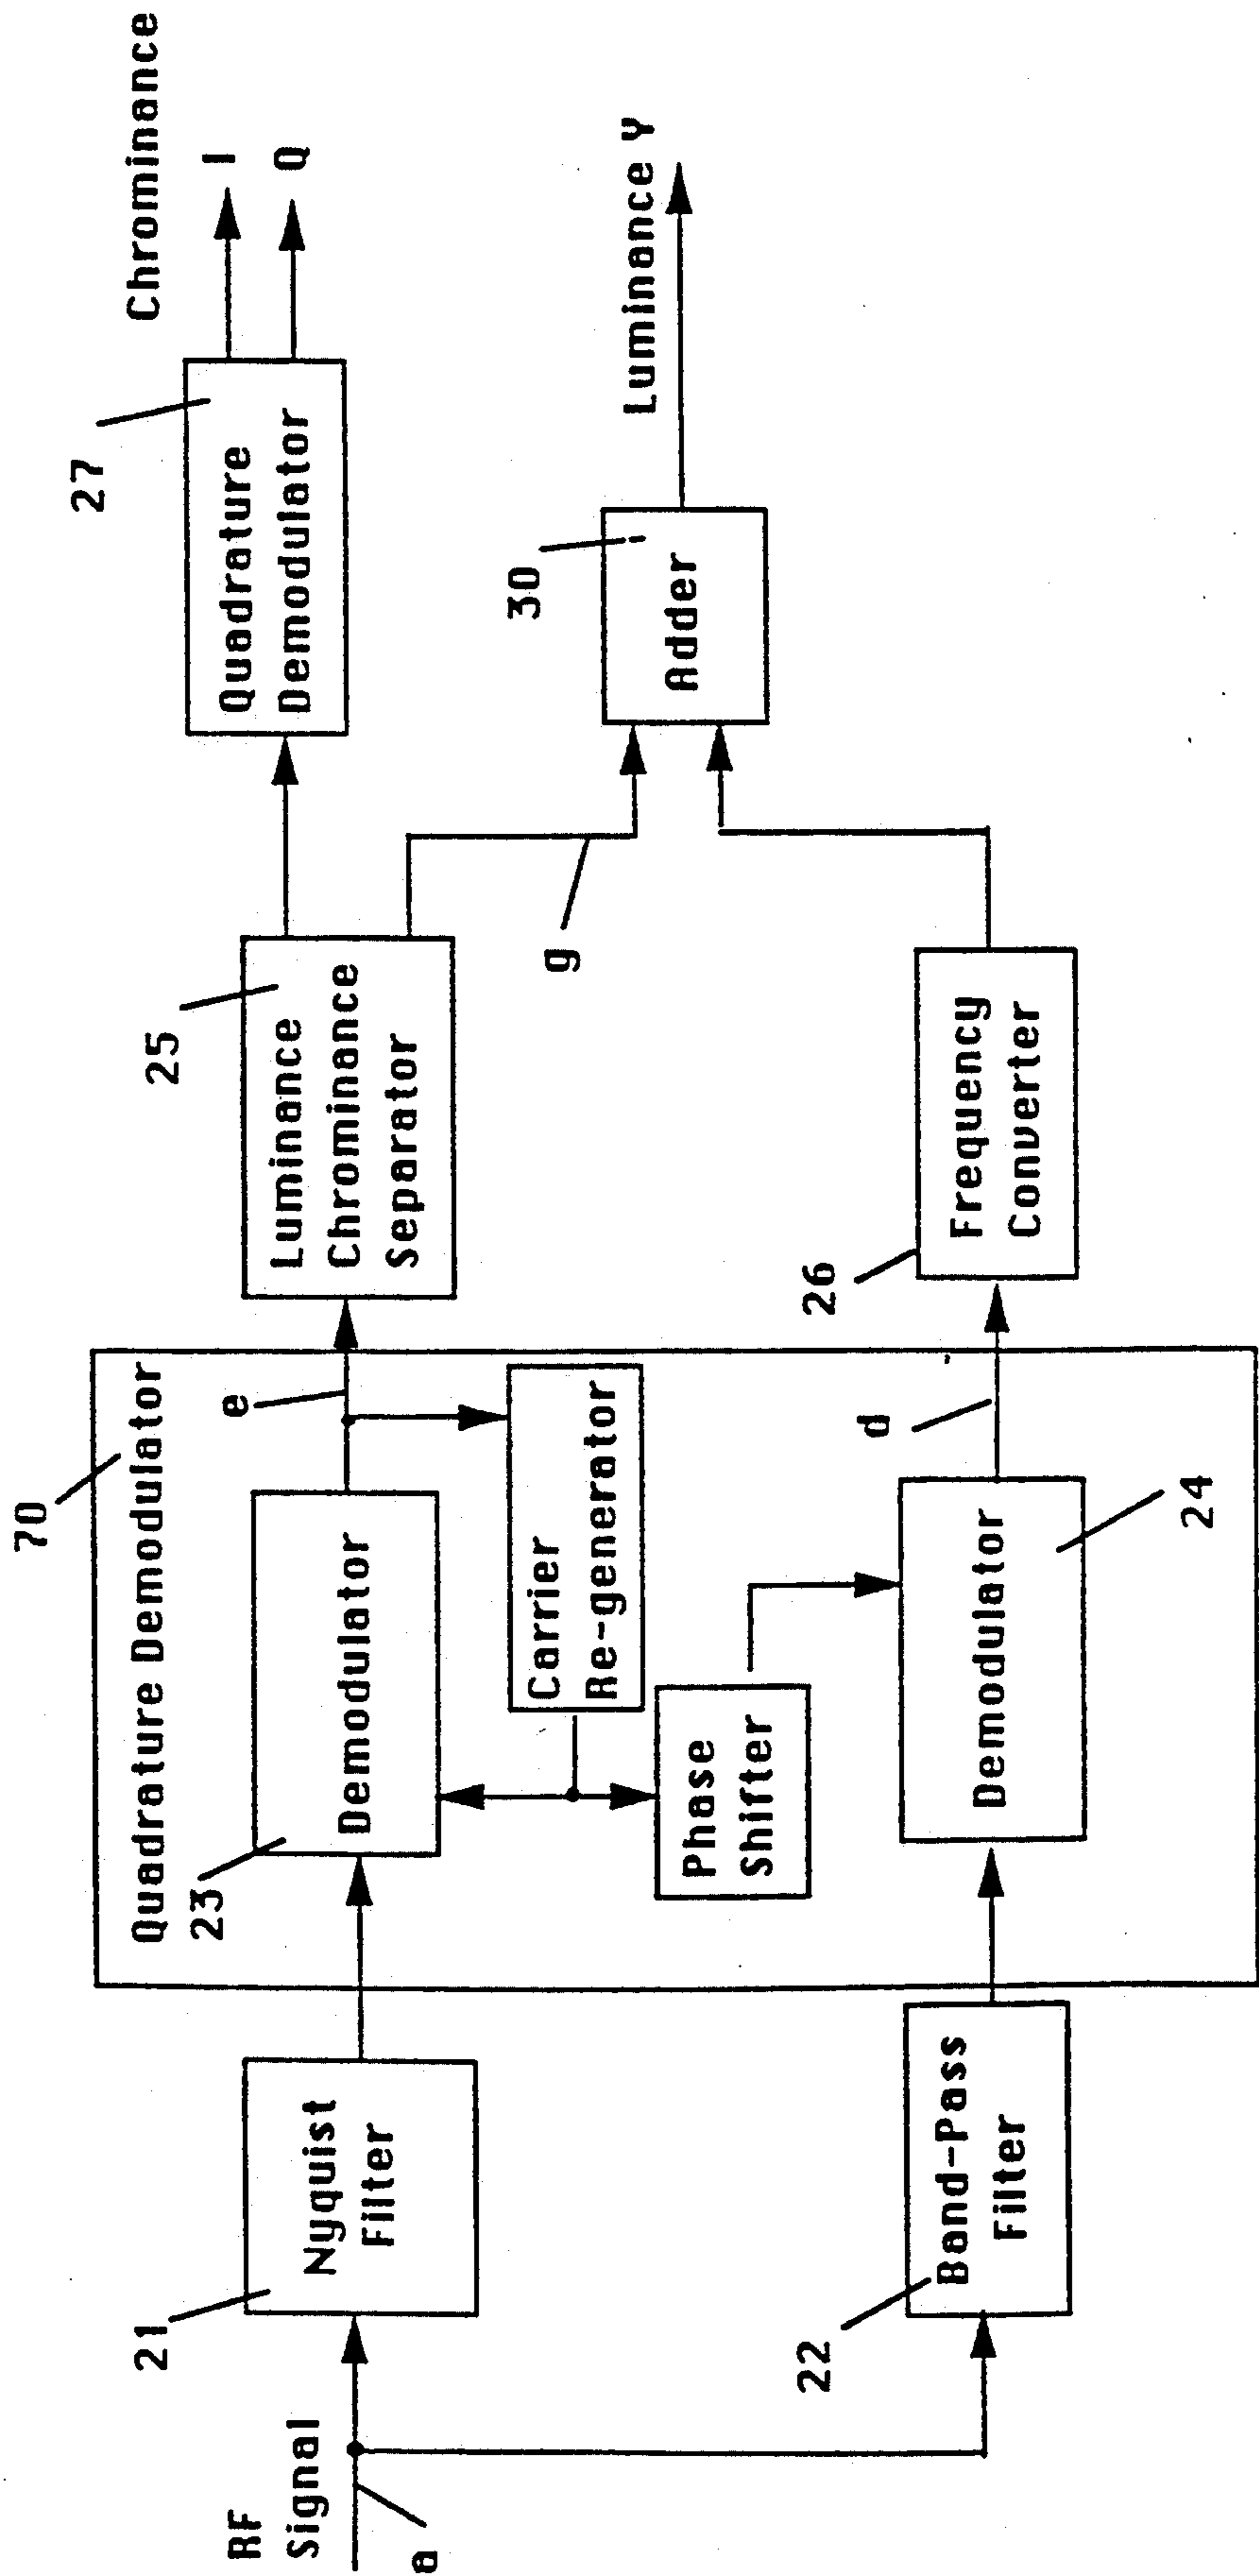 RF
Signal
a
21
Nyquist
Filter
22
Band-Pass
Filter
70
Quadrature Demodulator
23
Demodulator
e
Carrier
Re-generator
Phase
Shifter
Demodulator
24
d
25
Luminance
Chrominance
Separator
26
Frequency
Converter
g
27
Quadrature
Demodulator
30
Adder
Chrominance
I
Q
Luminance Y